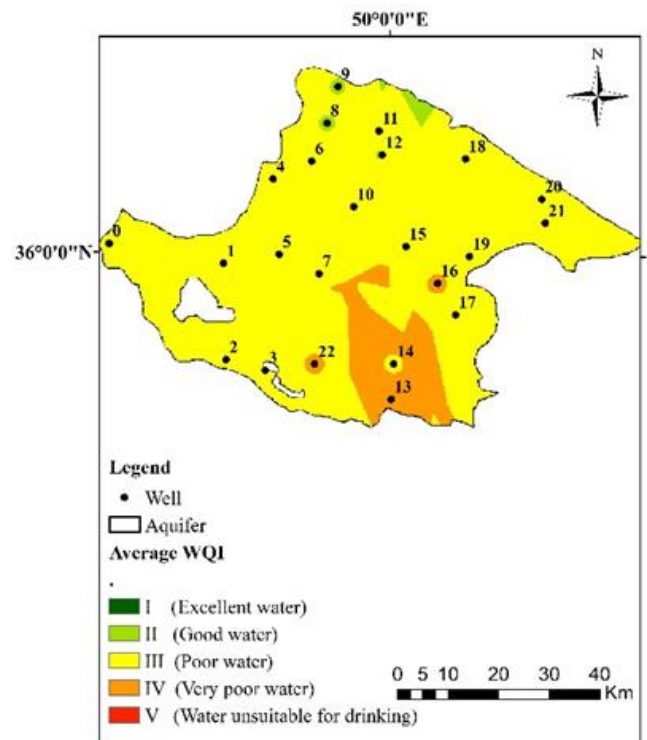 50°0'0"E
N
9
8
11
12
6
18
4
20
10
21
0
15
5
19
36°0'0"N
1
7
16
17
2
3
22
14
13
Legend
Well
Aquifer
Average WQI
.
I (Excellent water)
II (Good water)
III (Poor water)
IV (Very poor water)
V (Water unsuitable for drinking)
0 5 10 20 30 40
Km